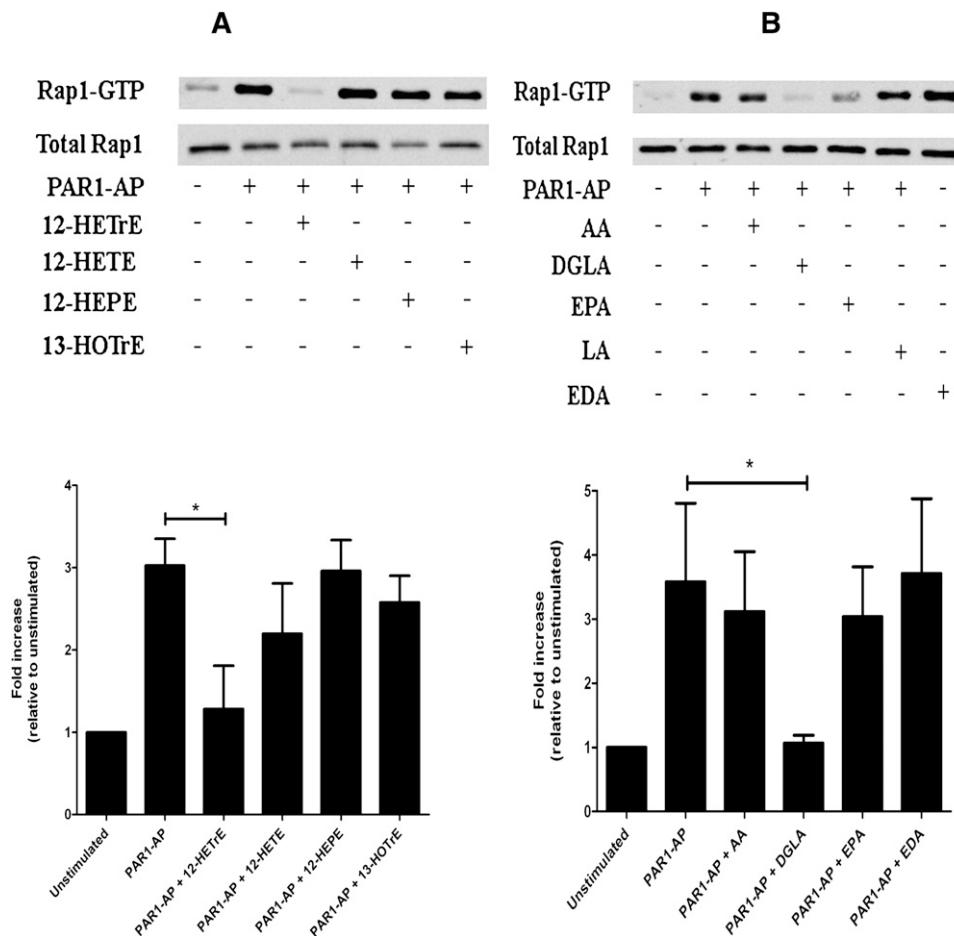 A
B
Rap1-GTP
Total Rap1
PAR1-AP - + + + + +
12-HETrE - - + - - -
12-HETE - - - + - -
12-HEPE - - - - + -
13-HOTrE - - - - - +
Rap1-GTP
Total Rap1
PAR1-AP - + + + + + -
AA - - + - - - -
DGLA - - - + - - -
EPA - - - - + - -
LA - - - - - + -
EDA - - - - - - +
Fold increase
(relative to unstimulated)
4
3
2
1
0
*
Unstimulated
PAR1-AP
PAR1-AP + 12-HETrE
PAR1-AP + 12-HETE
PAR1-AP + 12-HEPE
PAR1-AP + 13-HOTrE
Fold increase
(relative to unstimulated)
5
4
3
2
1
0
*
Unstimulated
PAR1-AP
PAR1-AP + AA
PAR1-AP + DGLA
PAR1-AP + EPA
PAR1-AP + EDA